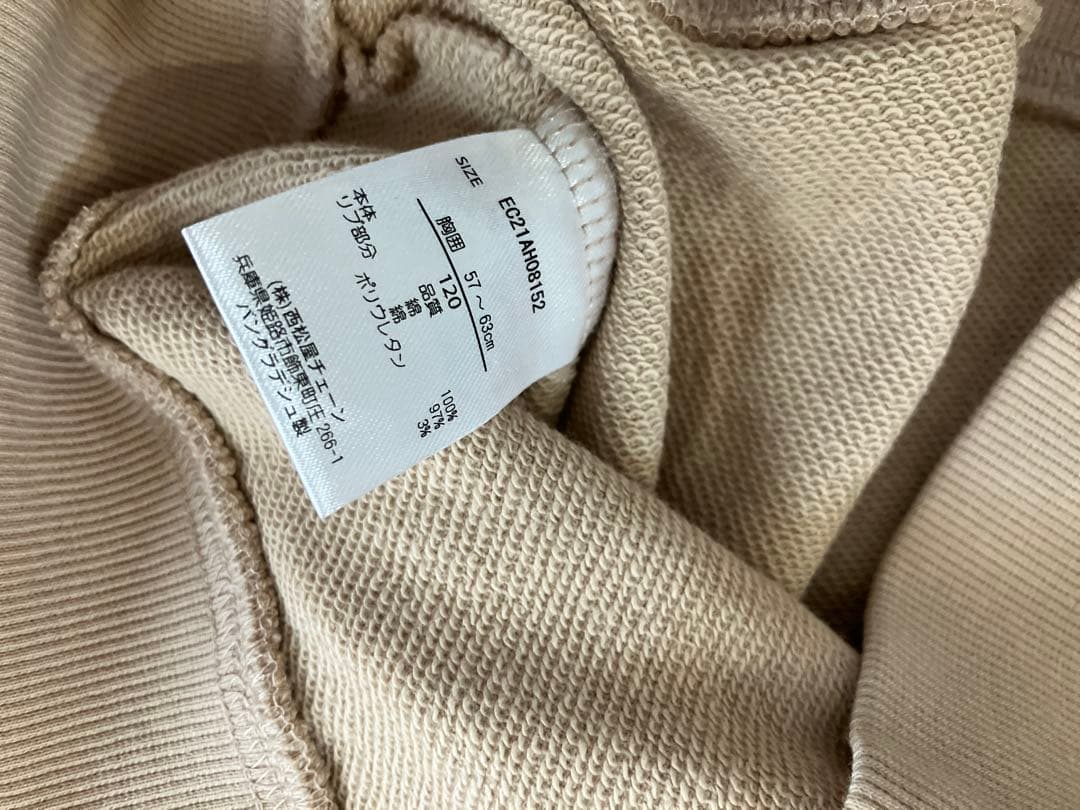 EC21AH08152
SIZE
胸囲 57～63cm
120
品質
本体 綿 100%
リブ部分 綿 97%
ポリウレタン 3%
(株)西松屋チェーン
兵庫県姫路市飾東町庄266-1
バングラデシュ製